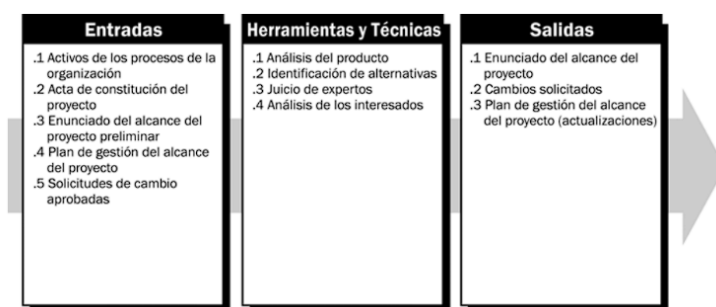 Entradas
.1 Activos de los procesos de la
organización
.2 Acta de constitución del
proyecto
.3 Enunciado del alcance del
proyecto preliminar
.4 Plan de gestión del alcance
del proyecto
.5 Solicitudes de cambio
aprobadas
Herramientas y Técnicas
.1 Análisis del producto
.2 Identificación de alternativas
.3 Juicio de expertos
.4 Análisis de los interesados
Salidas
.1 Enunciado del alcance del
proyecto
.2 Cambios solicitados
.3 Plan de gestión del alcance
del proyecto (actualizaciones)